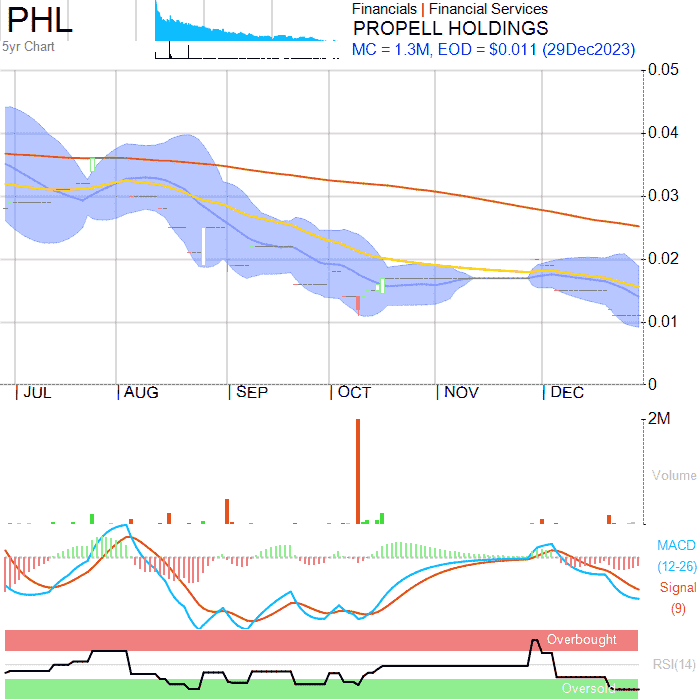 PHL
5yr Chart
Financials | Financial Services
PROPELL HOLDINGS
MC = 1.3M, EOD = $0.011 (29Dec2023)
0.05
0.04
0.03
0.02
0.01
0
JUL AUG SEP OCT NOV DEC
2M
Volume
MACD
(12-26)
Signal
(9)
Overbought
RSI(14)
Oversold